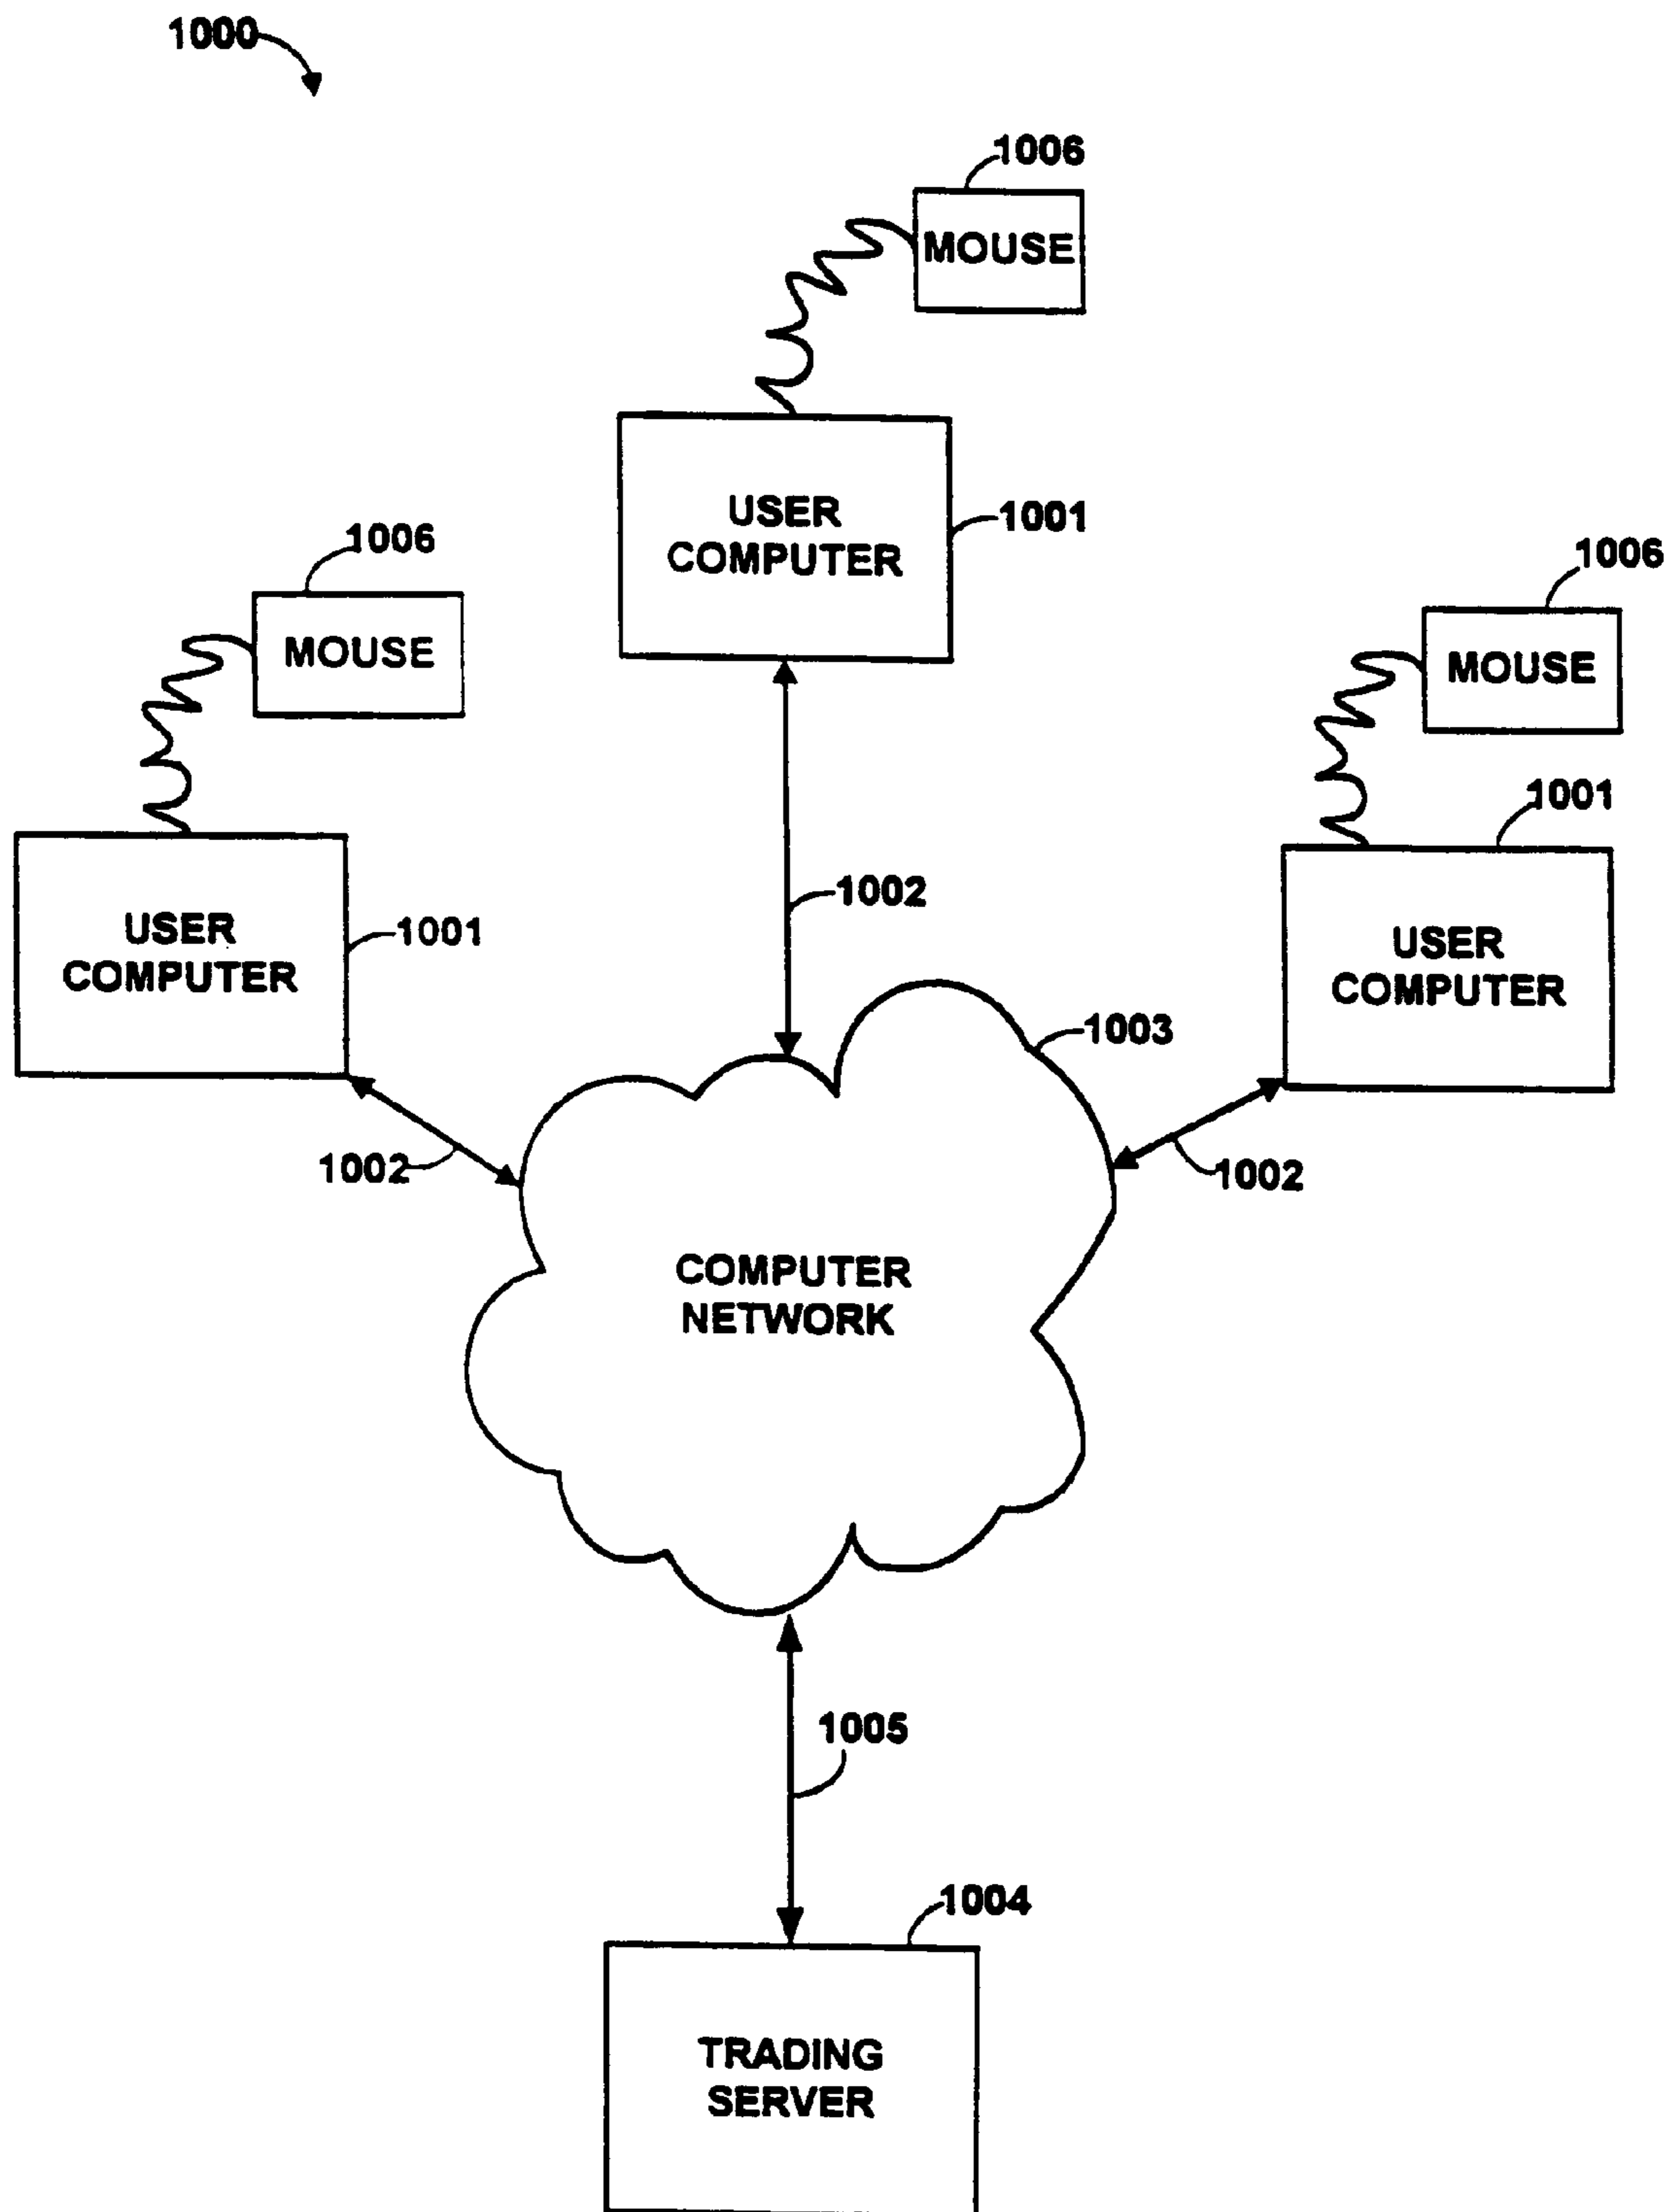 1000
1006
MOUSE
USER
COMPUTER
1001
1006
MOUSE
1006
MOUSE
1001
USER
COMPUTER
1001
USER
COMPUTER
1002
1003
1002
1002
COMPUTER
NETWORK
1005
1004
TRADING
SERVER